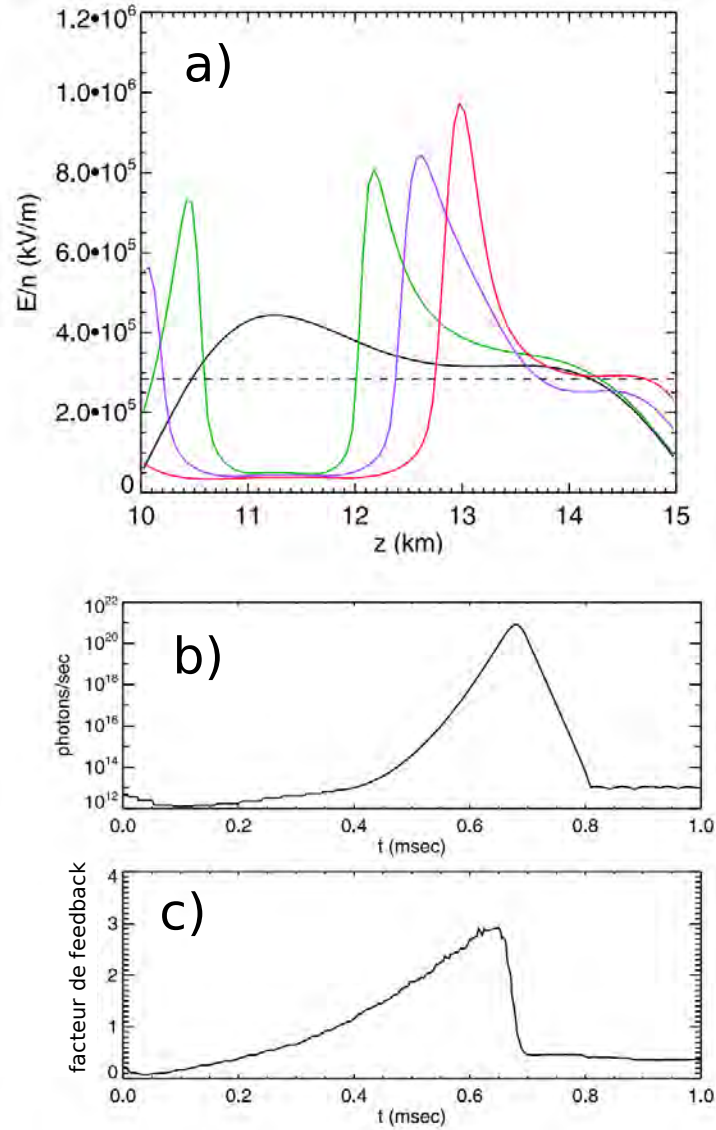 a)
1.2•10⁶
1.0•10⁶
8.0•10⁵
6.0•10⁵
4.0•10⁵
2.0•10⁵
0
E/n (kV/m)
10 11 12 13 14 15
z (km)
b)
10²²
10²⁰
10¹⁸
10¹⁶
10¹⁴
10¹²
photons/sec
0.0 0.2 0.4 0.6 0.8 1.0
t (msec)
c)
4
3
2
1
0
facteur de feedback
0.0 0.2 0.4 0.6 0.8 1.0
t (msec)